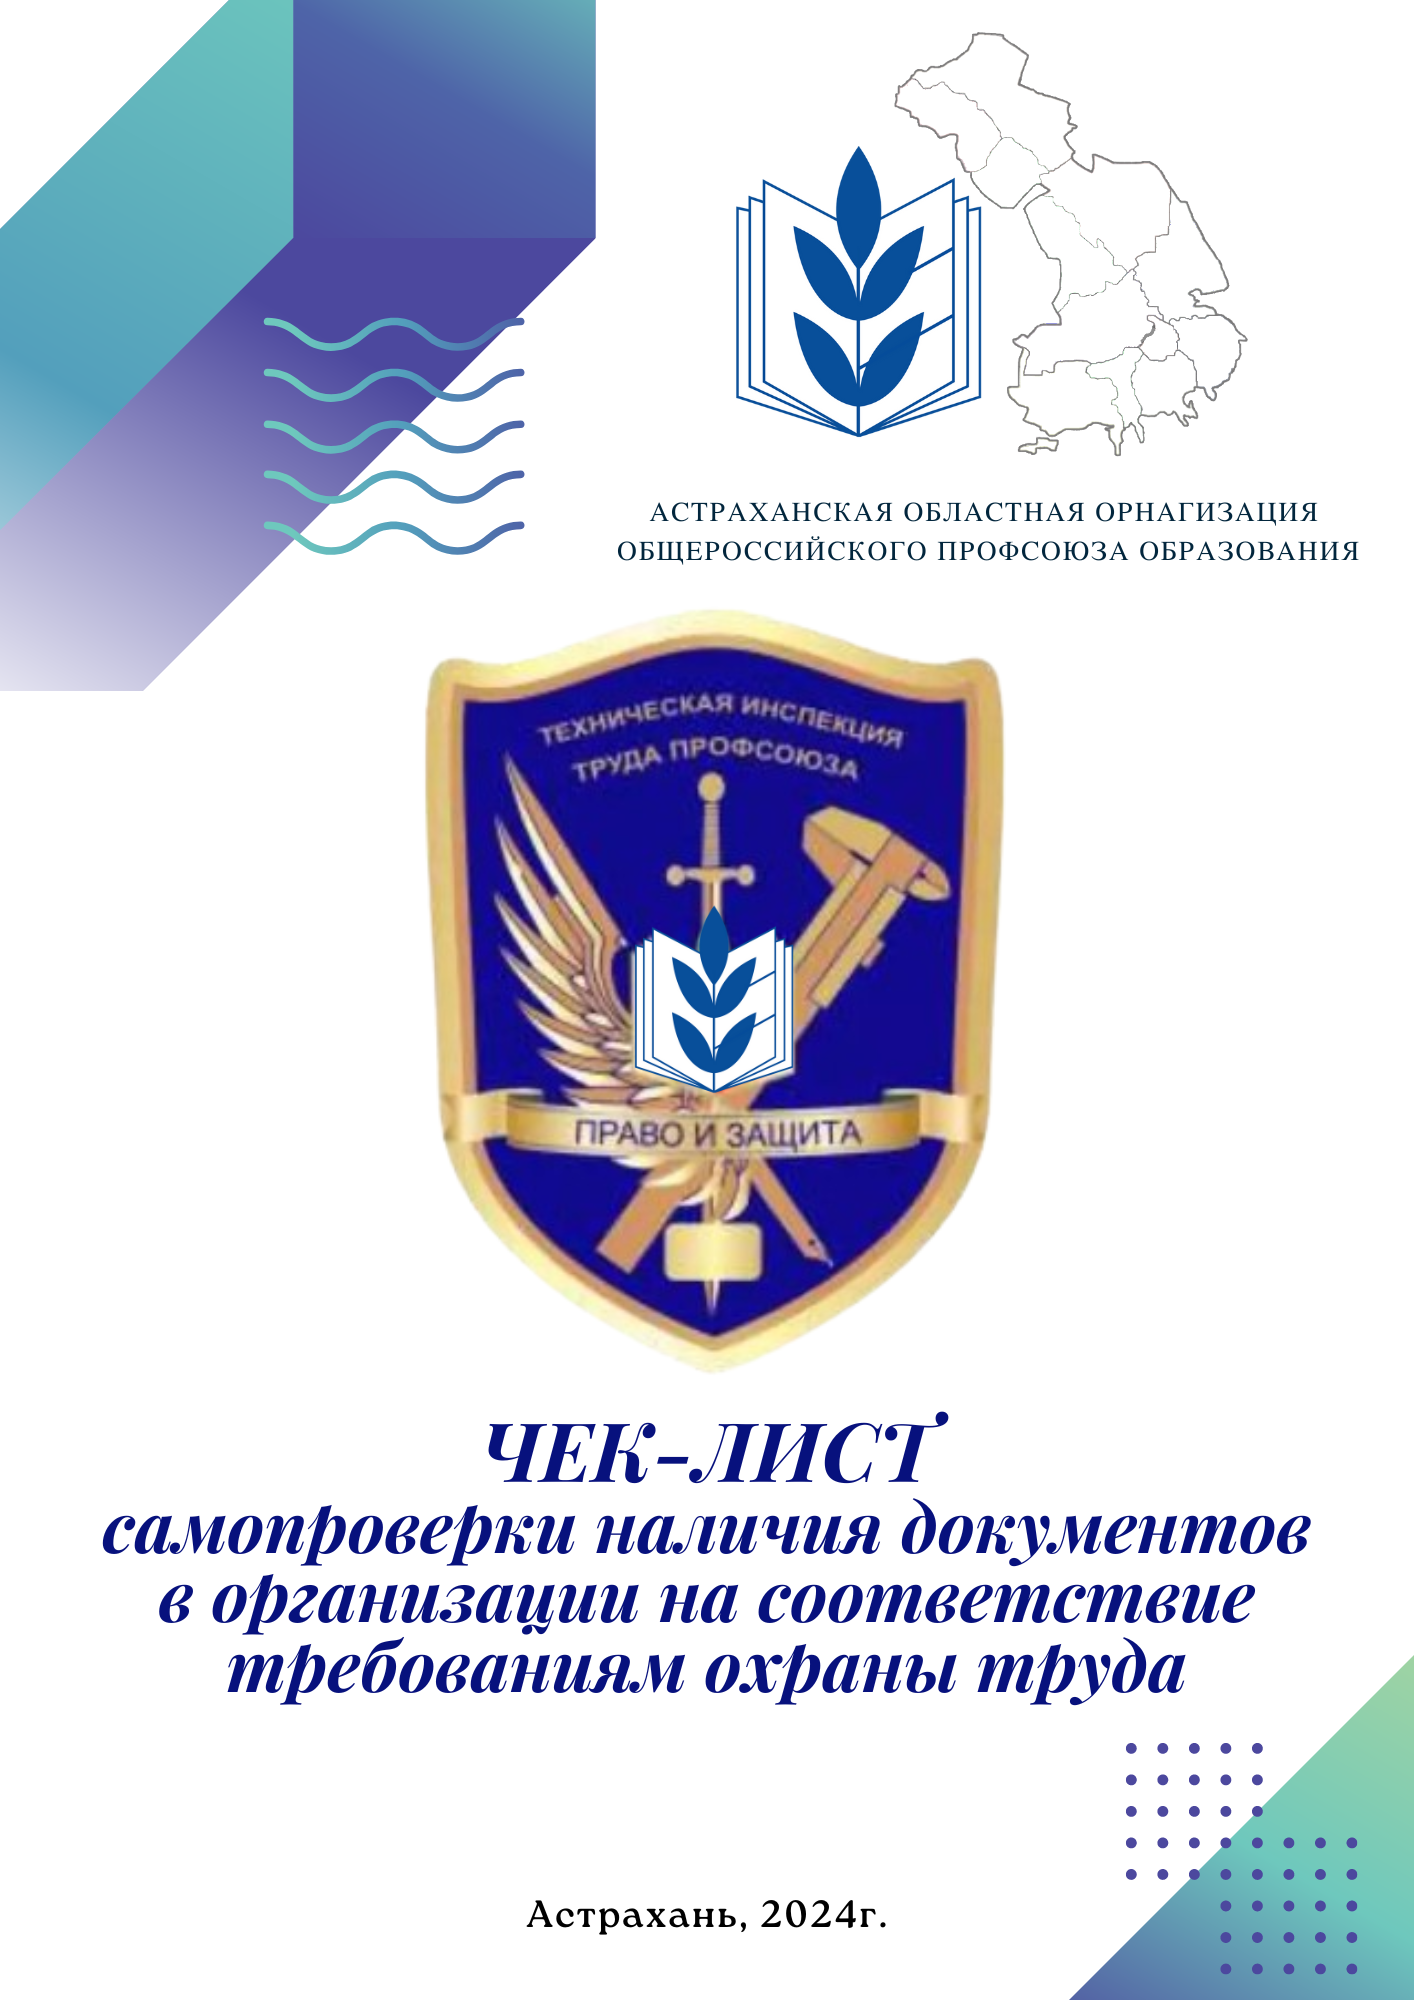 АСТРАХАНСКАЯ ОБЛАСТНАЯ ОРНАГИЗАЦИЯ
ОБЩЕРОССИЙСКОГО ПРОФСОЮЗА ОБРАЗОВАНИЯ
ТЕХНИЧЕСКАЯ ИНСПЕКЦИЯ
ТРУДА ПРОФСОЮЗА
ПРАВО И ЗАЩИТА
ЧЕК-ЛИСТ
самопроверки наличия документов
в организации на соответствие
требованиям охраны труда
Астрахань, 2024г.